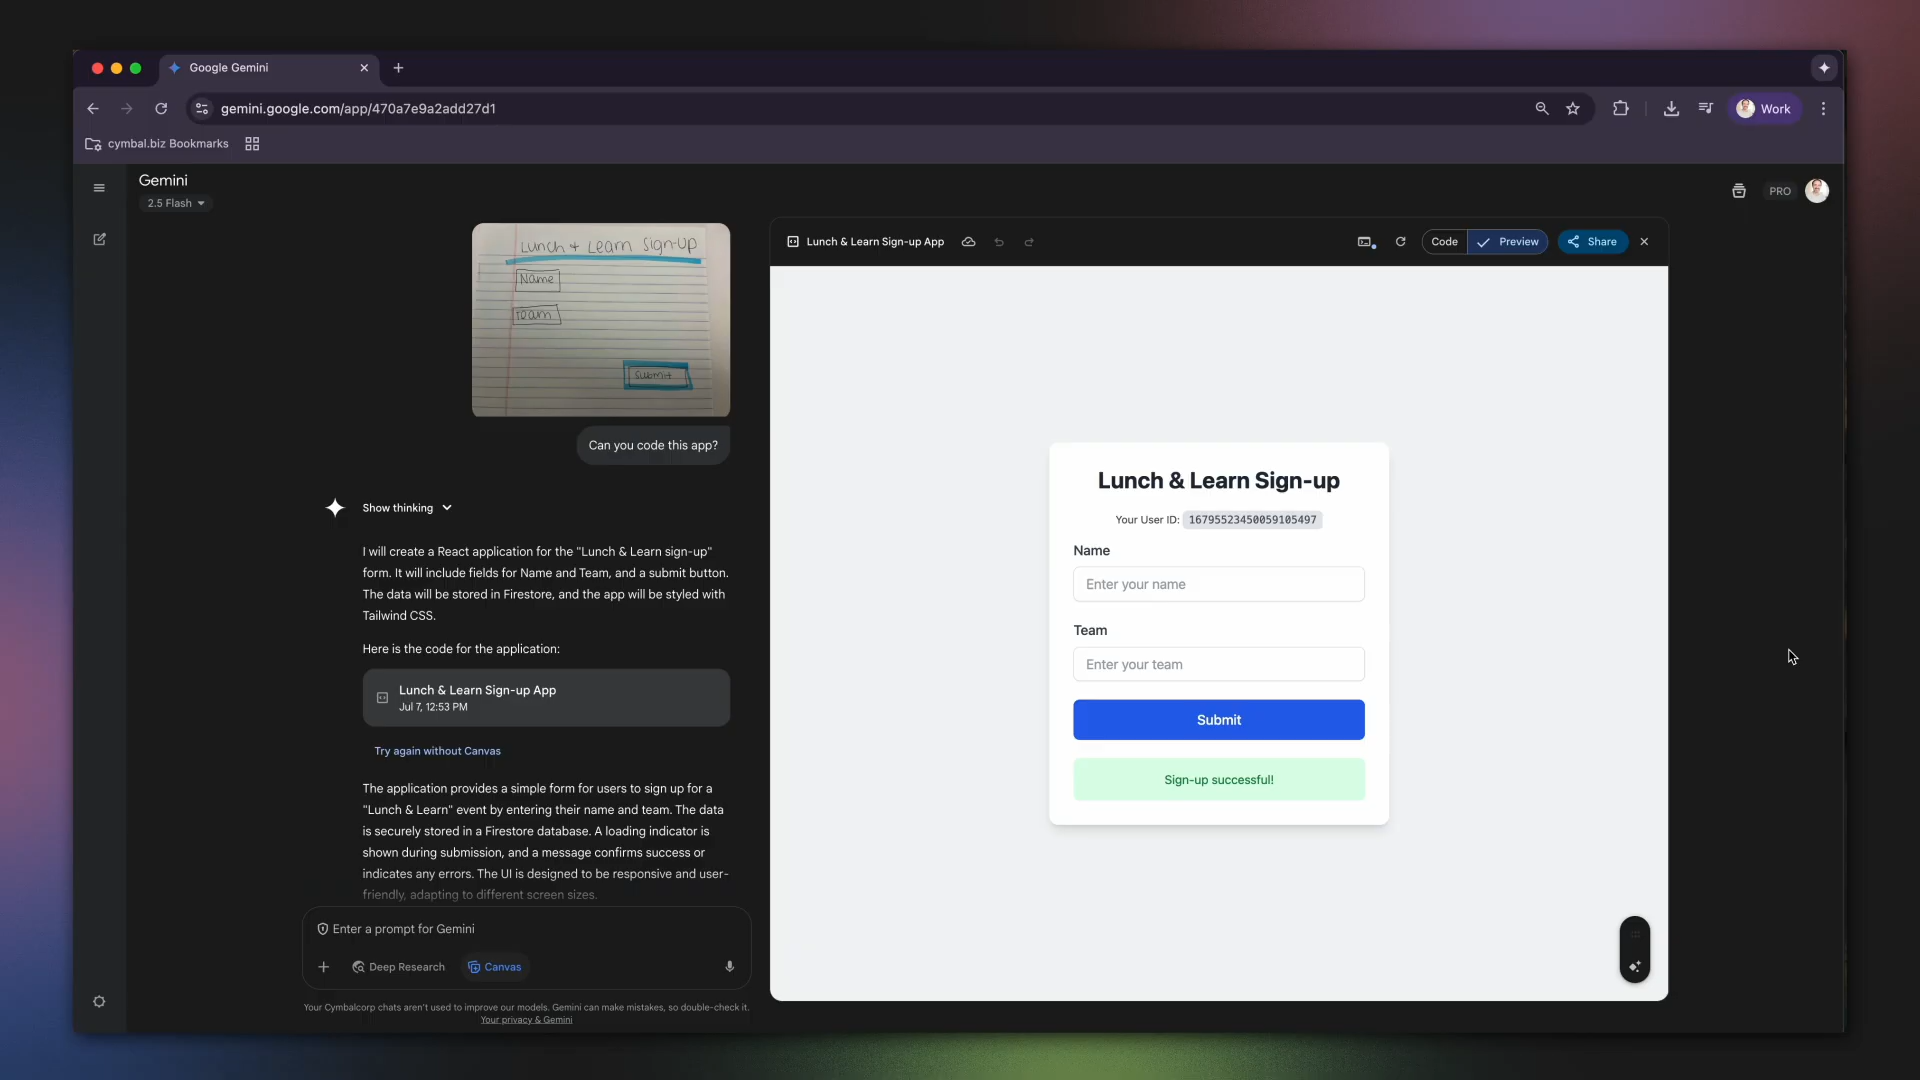 Google Gemini
gemini.google.com/app/470a7e9a2add27d1
Work
cymbal.biz Bookmarks
Gemini
2.5 Flash
PRO
Lunch + Learn Sign-Up
Name
Team
Submit
Can you code this app?
Show thinking
I will create a React application for the "Lunch & Learn sign-up"
form. It will include fields for Name and Team, and a submit button.
The data will be stored in Firestore, and the app will be styled with
Tailwind CSS.
Here is the code for the application:
Lunch & Learn Sign-up App
Jul 7, 12:53 PM
Try again without Canvas
The application provides a simple form for users to sign up for a
"Lunch & Learn" event by entering their name and team. The data
is securely stored in a Firestore database. A loading indicator is
shown during submission, and a message confirms success or
indicates any errors. The UI is designed to be responsive and user-
friendly, adapting to different screen sizes.
Enter a prompt for Gemini
Deep Research
Canvas
Your Cymbalcorp chats aren't used to improve our models. Gemini can make mistakes, so double-check it.
Your privacy & Gemini
Lunch & Learn Sign-up App
Code
Preview
Share
Lunch & Learn Sign-up
Your User ID: 16795523450059105497
Name
Enter your name
Team
Enter your team
Submit
Sign-up successful!